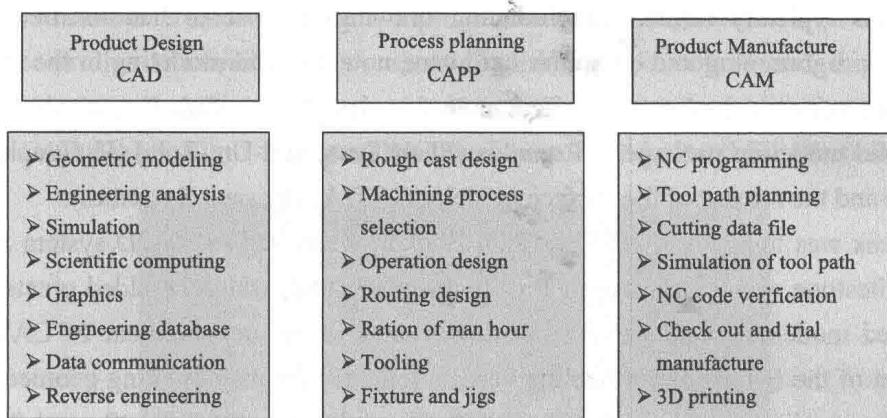 Product Design
CAD
Process planning
CAPP
Product Manufacture
CAM
➤ Geometric modeling
➤ Engineering analysis
➤ Simulation
➤ Scientific computing
➤ Graphics
➤ Engineering database
➤ Data communication
➤ Reverse engineering
➤ Rough cast design
➤ Machining process
selection
➤ Operation design
➤ Routing design
➤ Ration of man hour
➤ Tooling
➤ Fixture and jigs
➤ NC programming
➤ Tool path planning
➤ Cutting data file
➤ Simulation of tool path
➤ NC code verification
➤ Check out and trial
manufacture
➤ 3D printing